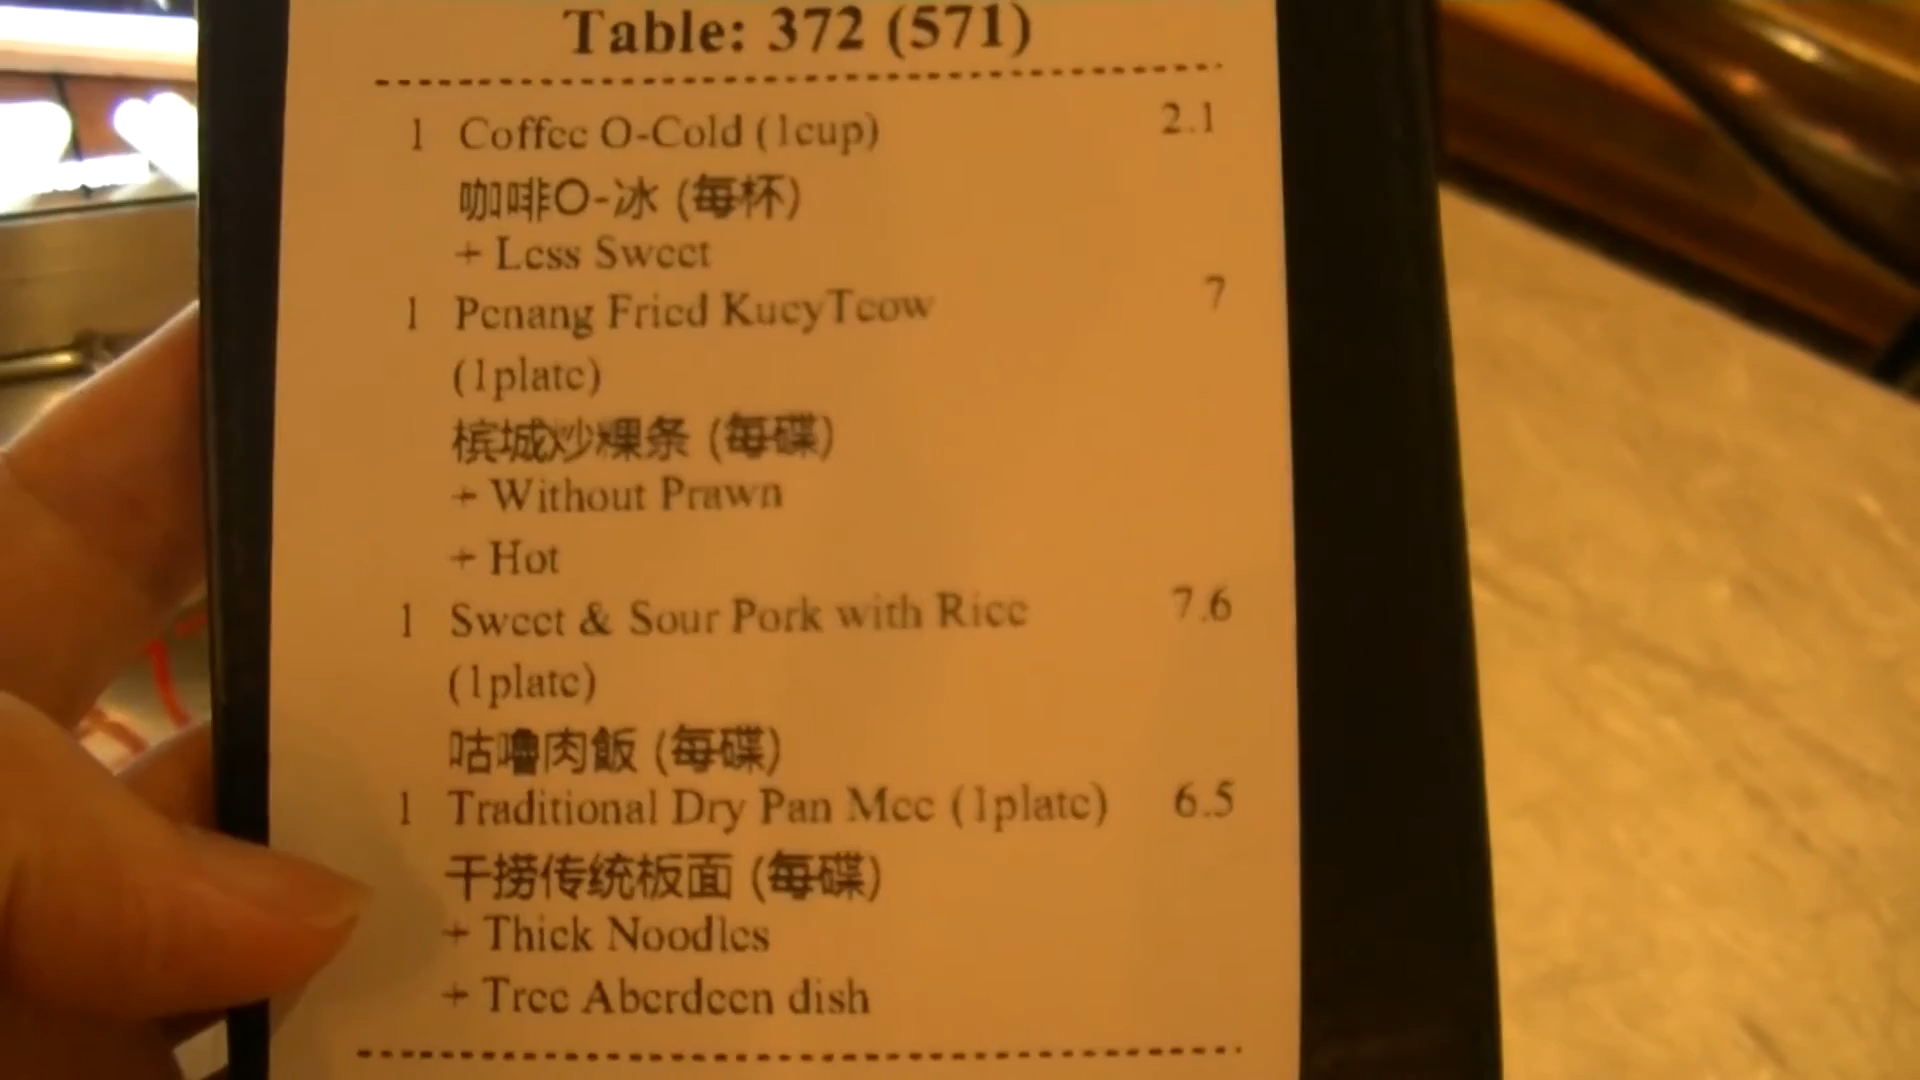 Table: 372 (571)
1 Coffee O-Cold (1cup) 2.1
咖啡O-冰 (每杯)
+ Less Sweet
1 Penang Fried KueyTeow 7
(1plate)
槟城炒粿条 (每碟)
+ Without Prawn
+ Hot
1 Sweet & Sour Pork with Rice 7.6
(1plate)
咕嚕肉飯 (每碟)
1 Traditional Dry Pan Mee (1plate) 6.5
干捞传统板面 (每碟)
+ Thick Noodles
+ Tree Aberdeen dish